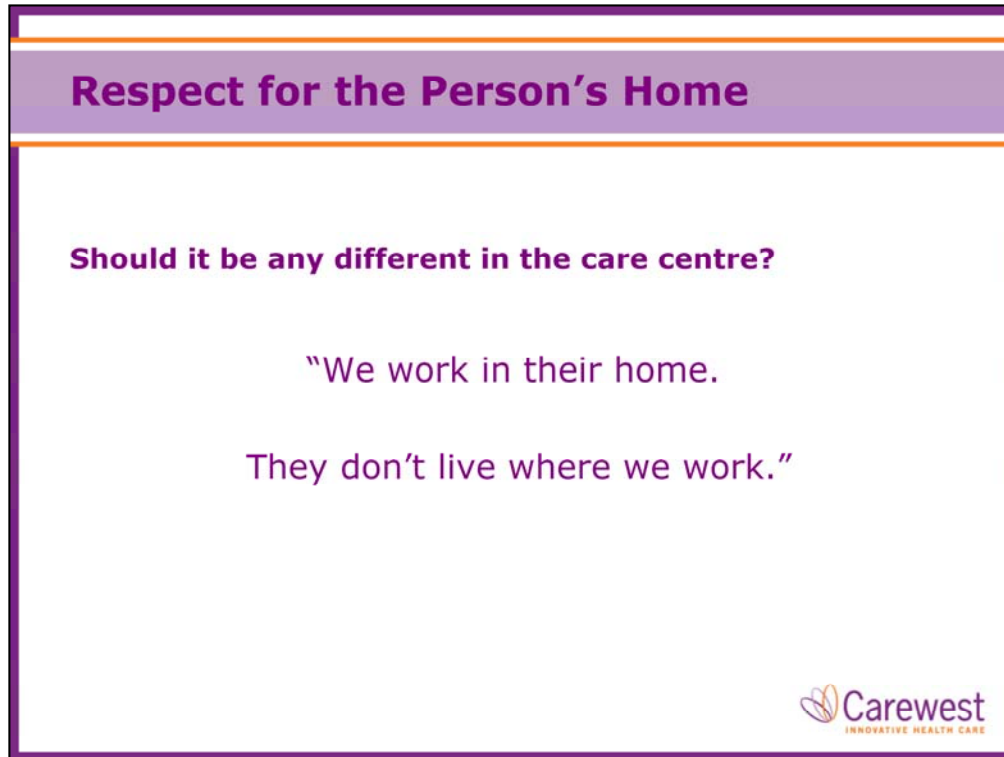 Respect for the Person’s Home
Should it be any different in the care centre?
“We work in their home.
They don’t live where we work.”
Carewest
INNOVATIVE HEALTH CARE